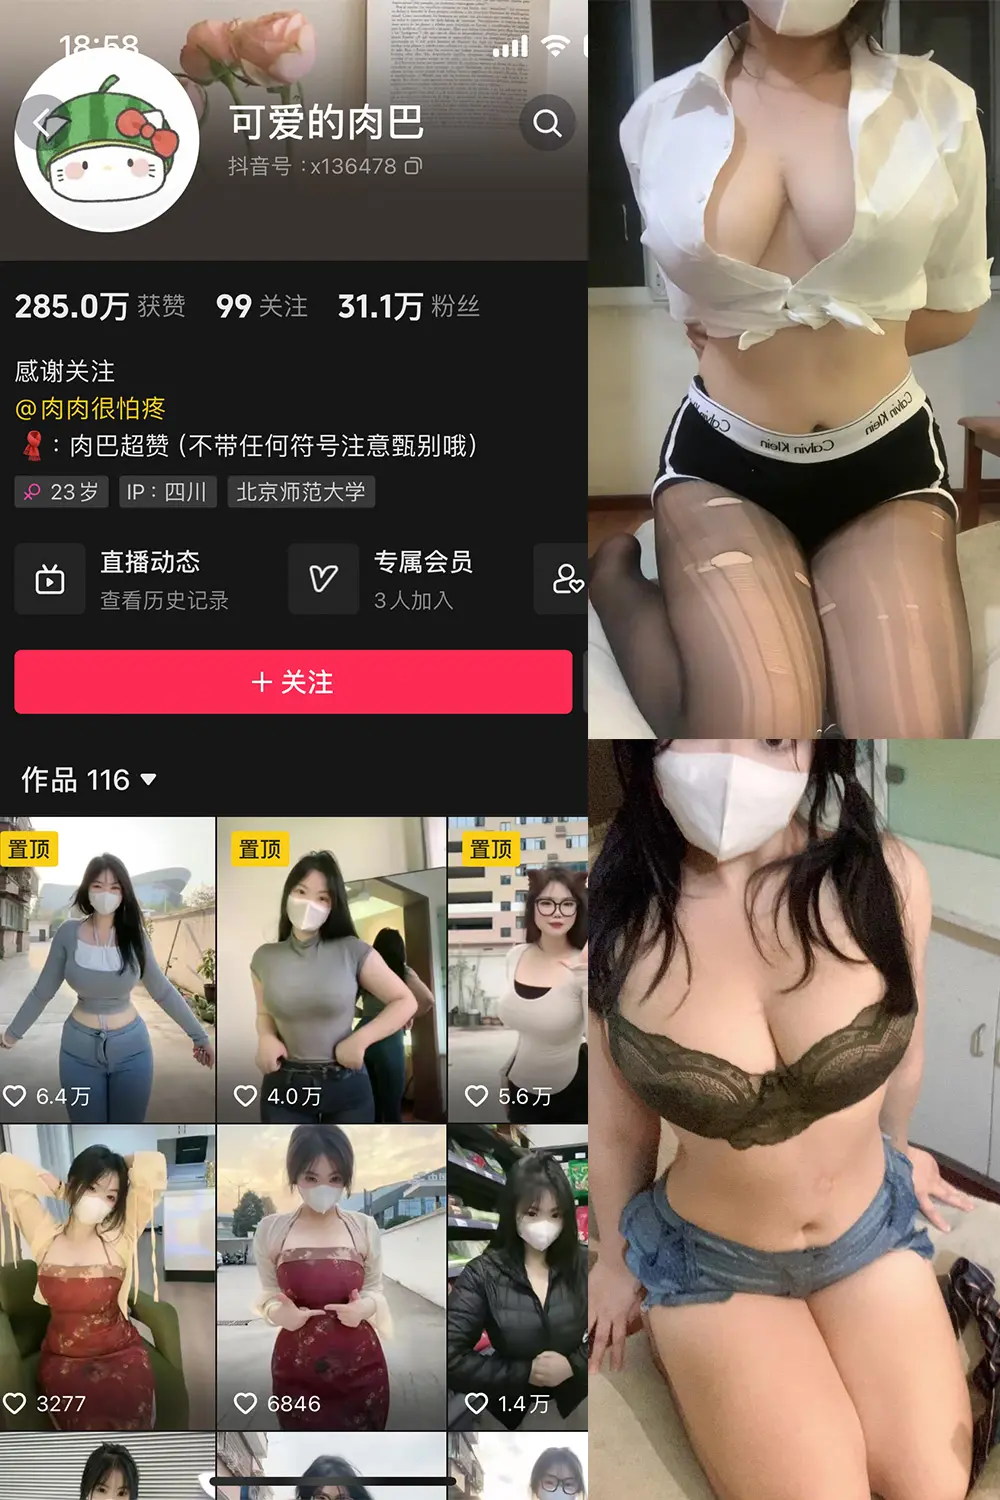 18:58
可爱的肉巴
抖音号：x136478
285.0万 获赞 99 关注 31.1万 粉丝
感谢关注
@肉肉很怕疼
：肉巴超赞 (不带任何符号注意甄别哦)
23岁 IP：四川 北京师范大学
直播动态 专属会员
查看历史记录 3人加入
+ 关注
作品 116
置顶 置顶 置顶
6.4万 4.0万 5.6万
3277 6846 1.4万
Calvin Klein Calvin Klein Calvin Klein